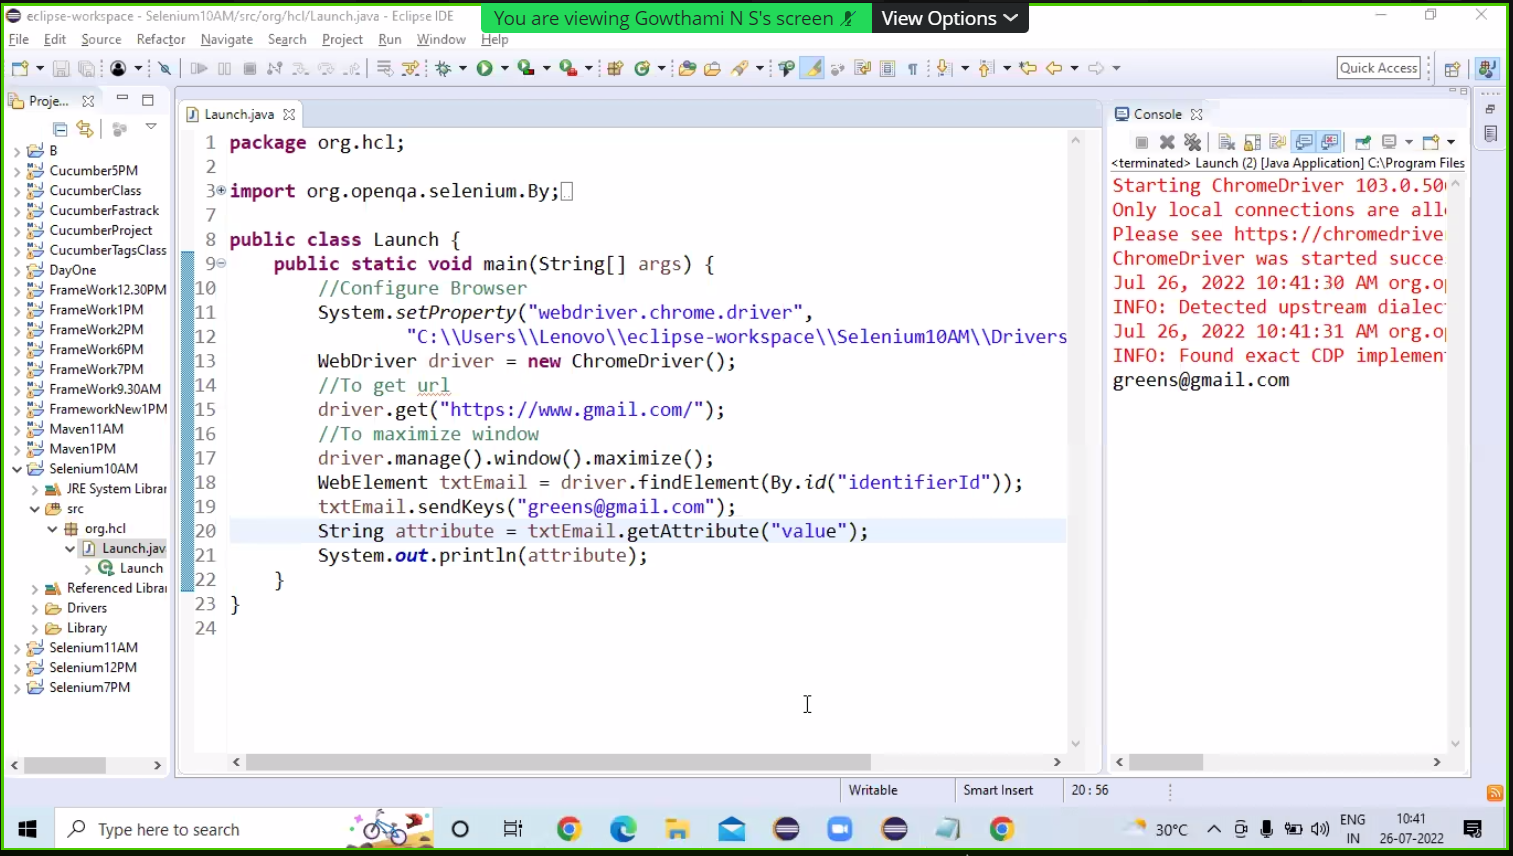 eclipse-workspace - Selenium10AM/src/org/hcl/Launch.java - Eclipse IDE
You are viewing Gowthami N S's screen
View Options
File Edit Source Refactor Navigate Search Project Run Window Help
Quick Access
Proje...
B
Cucumber5PM
CucumberClass
CucumberFastrack
CucumberProject
CucumberTagsClass
DayOne
FrameWork12.30PM
FrameWork1PM
FrameWork2PM
FrameWork6PM
FrameWork7PM
FrameWork9.30AM
FrameworkNew1PM
Maven11AM
Maven1PM
Selenium10AM
JRE System Librar
src
org.hcl
Launch.jav
Launch
Referenced Librar
Drivers
Library
Selenium11AM
Selenium12PM
Selenium7PM
Launch.java
1 package org.hcl;
2
3 import org.openqa.selenium.By;
7
8 public class Launch {
9 public static void main(String[] args) {
10 //Configure Browser
11 System.setProperty("webdriver.chrome.driver",
12 "C:\\Users\\Lenovo\\eclipse-workspace\\Selenium10AM\\Drivers
13 WebDriver driver = new ChromeDriver();
14 //To get url
15 driver.get("https://www.gmail.com/");
16 //To maximize window
17 driver.manage().window().maximize();
18 WebElement txtEmail = driver.findElement(By.id("identifierId"));
19 txtEmail.sendKeys("greens@gmail.com");
20 String attribute = txtEmail.getAttribute("value");
21 System.out.println(attribute);
22 }
23 }
24
Console
<terminated> Launch (2) [Java Application] C:\Program Files
Starting ChromeDriver 103.0.50
Only local connections are all
Please see https://chromedrive
ChromeDriver was started succe
Jul 26, 2022 10:41:30 AM org.o
INFO: Detected upstream dialec
Jul 26, 2022 10:41:31 AM org.o
INFO: Found exact CDP implemen
greens@gmail.com
Writable
Smart Insert
20 : 56
Type here to search
30°C
ENG
IN
10:41
26-07-2022